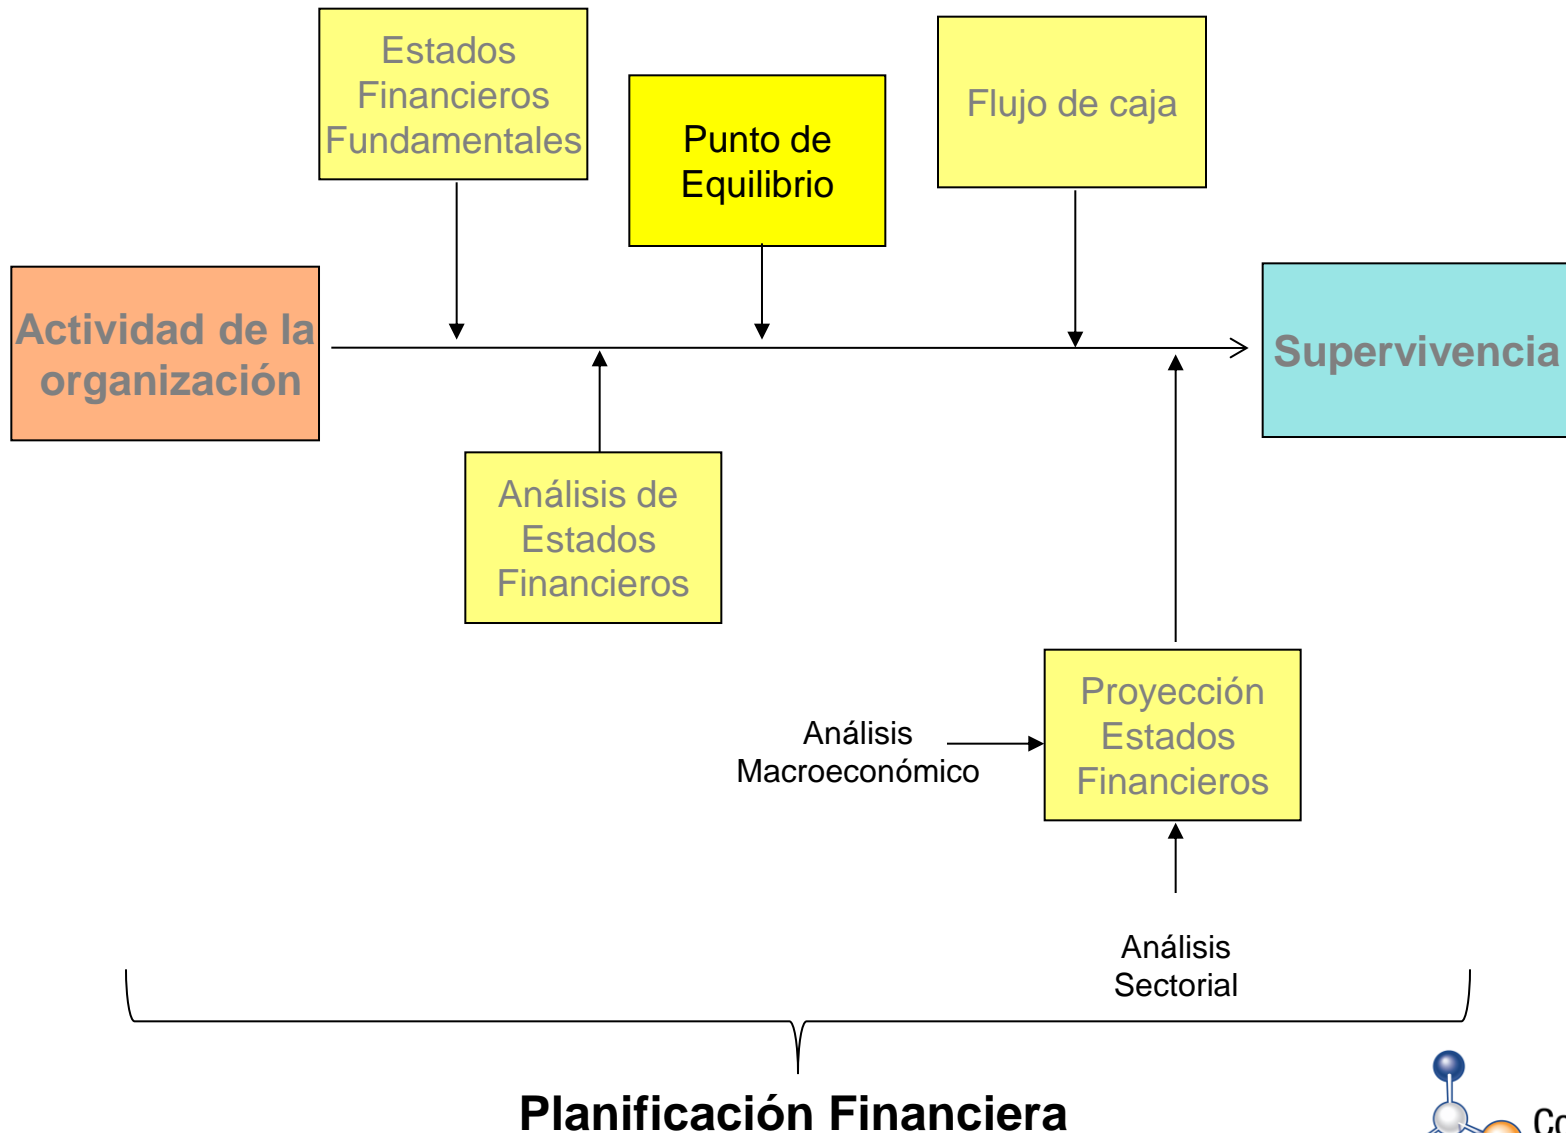 Estados
Financieros
Fundamentales
Punto de
Equilibrio
Flujo de caja
Actividad de la
organización
Supervivencia
Análisis de
Estados
Financieros
Proyección
Estados
Financieros
Análisis
Macroeconómico
Análisis
Sectorial
Planificación Financiera